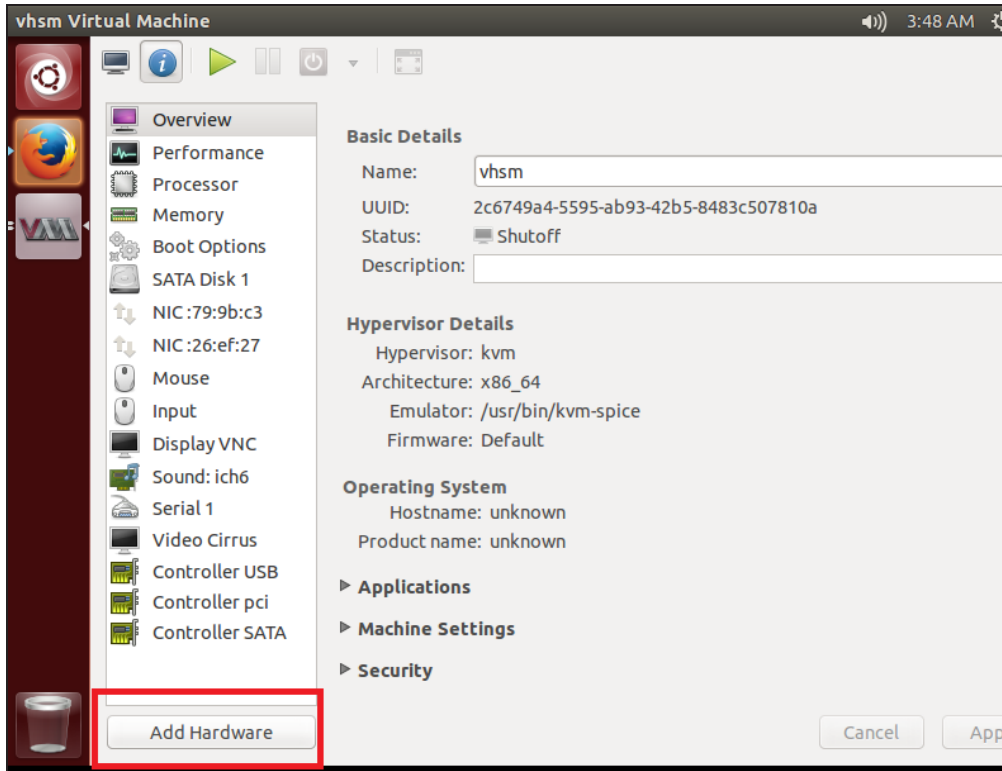 vhsm Virtual Machine
3:48 AM
Overview
Performance
Processor
Memory
Boot Options
SATA Disk 1
NIC :79:9b:c3
NIC :26:ef:27
Mouse
Input
Display VNC
Sound: ich6
Serial 1
Video Cirrus
Controller USB
Controller pci
Controller SATA
Add Hardware
Basic Details
Name: vhsm
UUID: 2c6749a4-5595-ab93-42b5-8483c507810a
Status: Shutoff
Description:
Hypervisor Details
Hypervisor: kvm
Architecture: x86_64
Emulator: /usr/bin/kvm-spice
Firmware: Default
Operating System
Hostname: unknown
Product name: unknown
Applications
Machine Settings
Security
Cancel
App